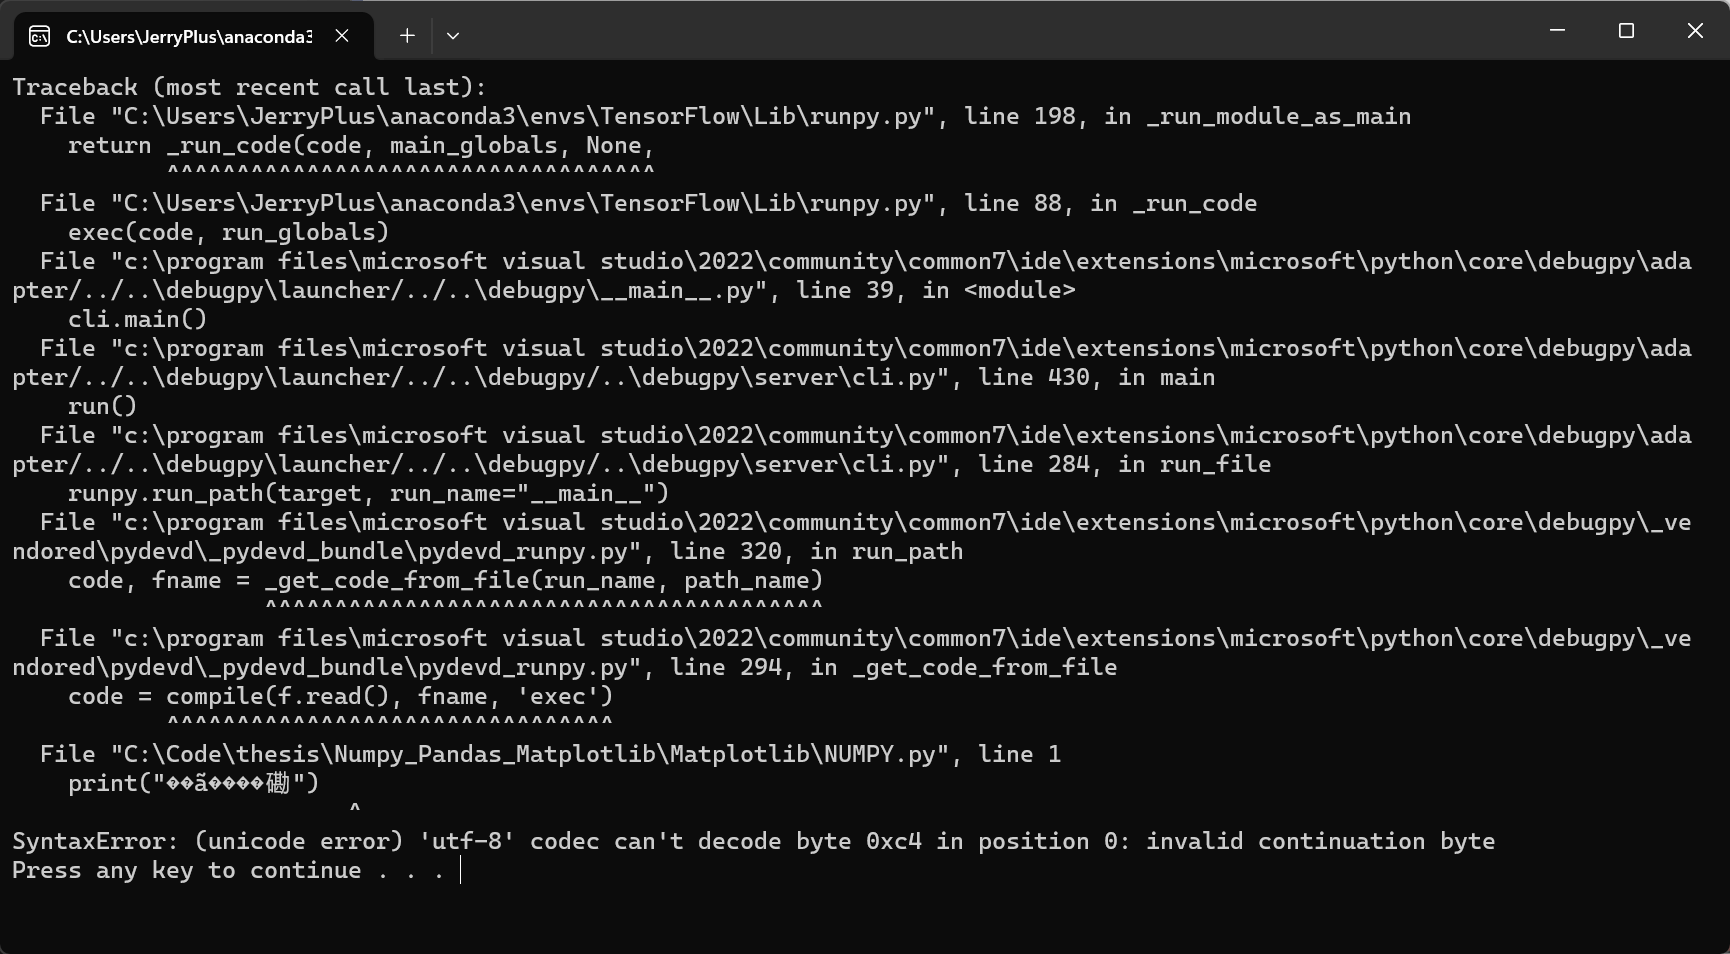 C:\Users\JerryPlus\anaconda3
Traceback (most recent call last):
  File "C:\Users\JerryPlus\anaconda3\envs\TensorFlow\Lib\runpy.py", line 198, in _run_module_as_main
    return _run_code(code, main_globals, None,
           ^^^^^^^^^^^^^^^^^^^^^^^^^^^^^^^^^^^
  File "C:\Users\JerryPlus\anaconda3\envs\TensorFlow\Lib\runpy.py", line 88, in _run_code
    exec(code, run_globals)
  File "c:\program files\microsoft visual studio\2022\community\common7\ide\extensions\microsoft\python\core\debugpy\ada
pter/../..\debugpy\launcher/../..\debugpy\__main__.py", line 39, in <module>
    cli.main()
  File "c:\program files\microsoft visual studio\2022\community\common7\ide\extensions\microsoft\python\core\debugpy\ada
pter/../..\debugpy\launcher/../..\debugpy/..\debugpy\server\cli.py", line 430, in main
    run()
  File "c:\program files\microsoft visual studio\2022\community\common7\ide\extensions\microsoft\python\core\debugpy\ada
pter/../..\debugpy\launcher/../..\debugpy/..\debugpy\server\cli.py", line 284, in run_file
    runpy.run_path(target, run_name="__main__")
  File "c:\program files\microsoft visual studio\2022\community\common7\ide\extensions\microsoft\python\core\debugpy\_ve
ndored\pydevd\_pydevd_bundle\pydevd_runpy.py", line 320, in run_path
    code, fname = _get_code_from_file(run_name, path_name)
                  ^^^^^^^^^^^^^^^^^^^^^^^^^^^^^^^^^^^^^^^^
  File "c:\program files\microsoft visual studio\2022\community\common7\ide\extensions\microsoft\python\core\debugpy\_ve
ndored\pydevd\_pydevd_bundle\pydevd_runpy.py", line 294, in _get_code_from_file
    code = compile(f.read(), fname, 'exec')
           ^^^^^^^^^^^^^^^^^^^^^^^^^^^^^^^^
  File "C:\Code\thesis\Numpy_Pandas_Matplotlib\Matplotlib\NUMPY.py", line 1
    print("��ã����磡")
                        ^
SyntaxError: (unicode error) 'utf-8' codec can't decode byte 0xc4 in position 0: invalid continuation byte
Press any key to continue . . .